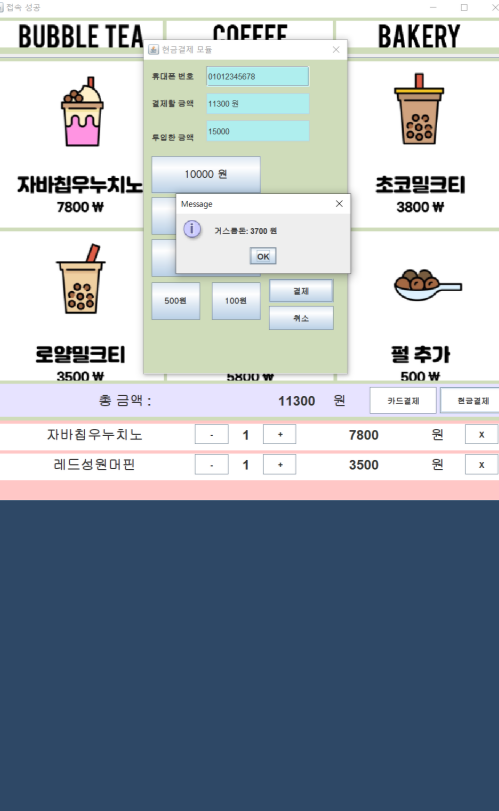 접속 성공
BUBBLE TEA
COFFEE
BAKERY
현금결제 모듈
휴대폰 번호 01012345678
결제할 금액 11300 원
투입한 금액 15000
10000 원
Message
거스름돈: 3700 원
OK
500원 100원 결제
취소
자바칩우누치노
7800 ₩
초코밀크티
3800 ₩
로얄밀크티
3500 ₩
5800 ₩
펄 추가
500 ₩
총 금액 : 11300 원 카드결제 현금결제
자바칩우누치노 - 1 + 7800 원 X
레드성원머핀 - 1 + 3500 원 X